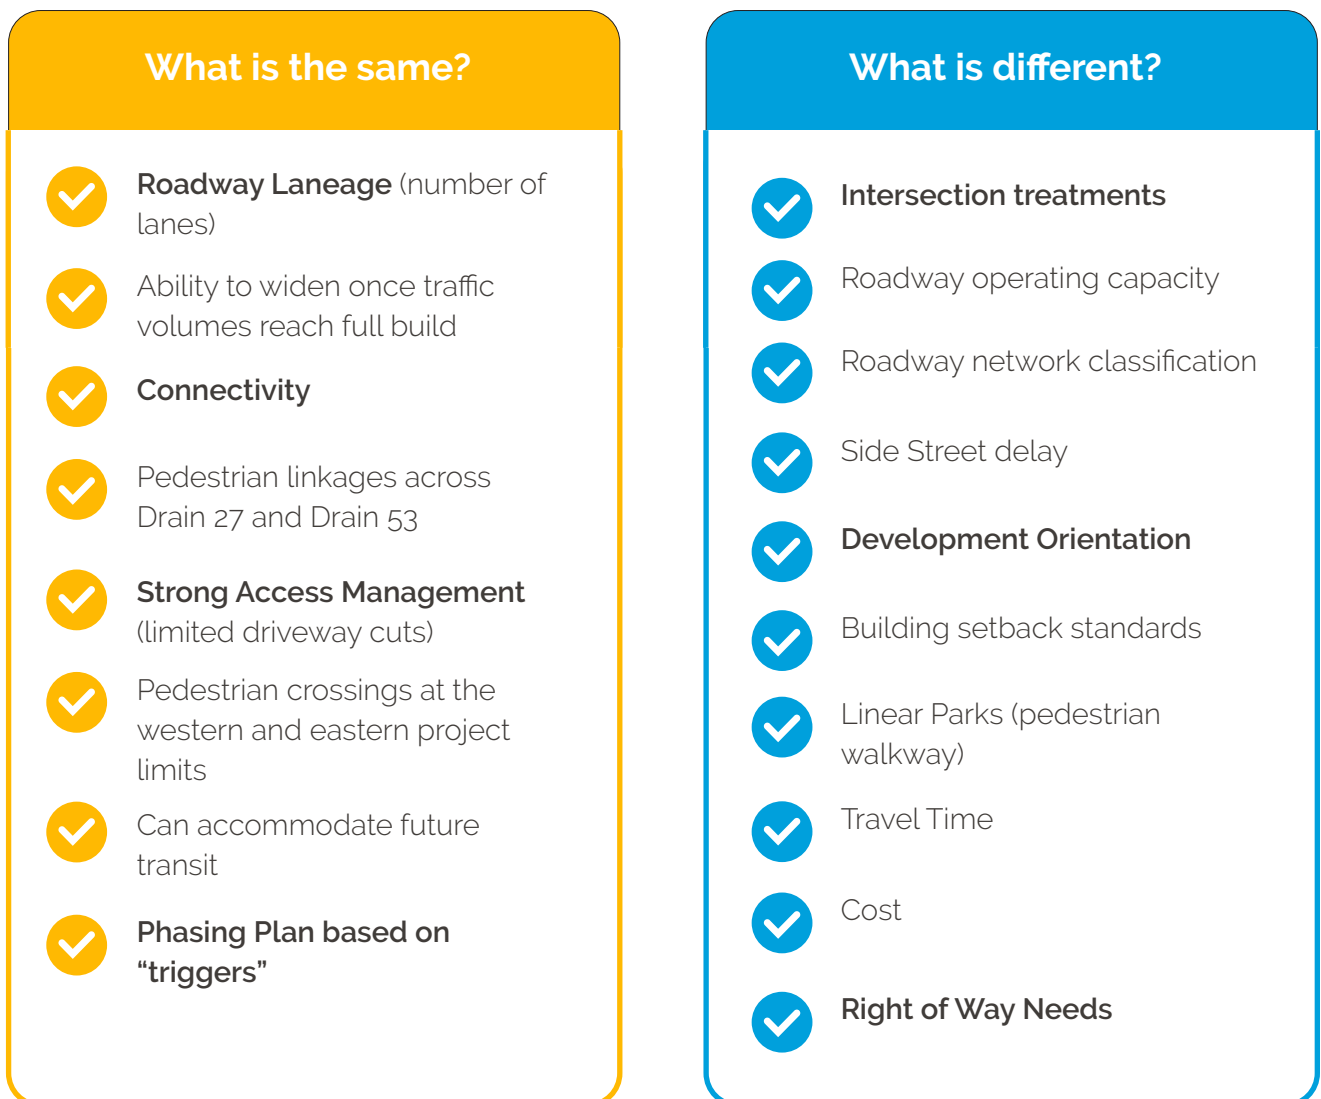 What is the same?
Roadway Laneage (number of
lanes)
Ability to widen once traffic
volumes reach full build
Connectivity
Pedestrian linkages across
Drain 27 and Drain 53
Strong Access Management
(limited driveway cuts)
Pedestrian crossings at the
western and eastern project
limits
Can accommodate future
transit
Phasing Plan based on
“triggers”
What is different?
Intersection treatments
Roadway operating capacity
Roadway network classification
Side Street delay
Development Orientation
Building setback standards
Linear Parks (pedestrian
walkway)
Travel Time
Cost
Right of Way Needs